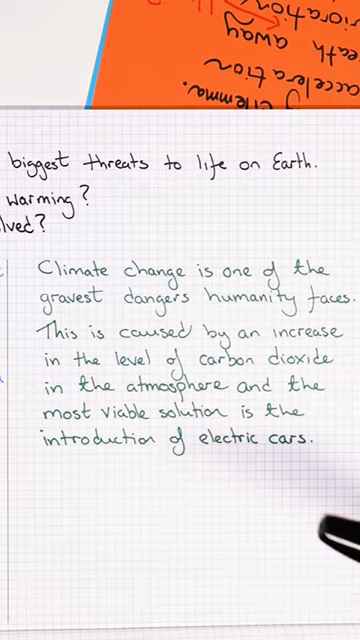 away
acceleration
dilemma.
biggest threats to life on Earth.
warming?
Climate change is one of the
gravest dangers humanity faces.
This is caused by an increase
in the level of carbon dioxide
in the atmosphere and the
most viable solution is the
introduction of electric cars.